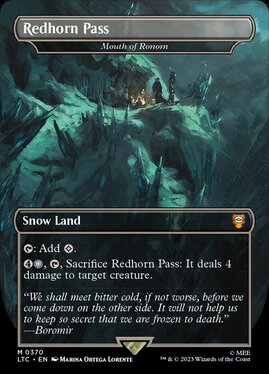 Redhorn Pass
Mouth of Ronom
Snow Land
: Add .
4, , Sacrifice Redhorn Pass: It deals 4
damage to target creature.
“We shall meet bitter cold, if not worse, before we
come down on the other side. It will not help us
to keep so secret that we are frozen to death.”
—Boromir
M 0370
LTC • EN Marina Ortega Lorente
© MEE
™ & © 2023 Wizards of the Coast